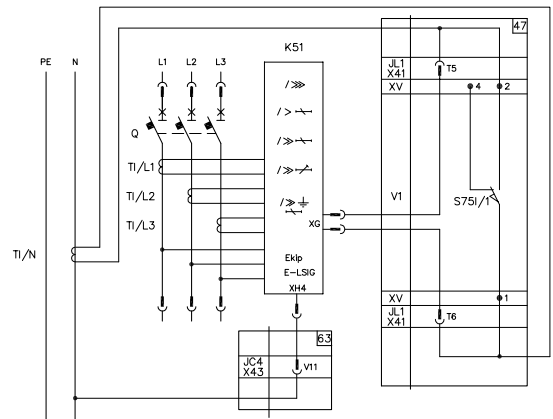 47
K51
PE N L1 L2 L3
JL1
X41
T5
XV 4 2
Q
TI/L1
TI/L2
TI/L3
V1
S75I/1
XG
TI/N
Ekip
E-LSIG
XH4
XV 1
JL1
X41
T6
63
JC4
X43
V11